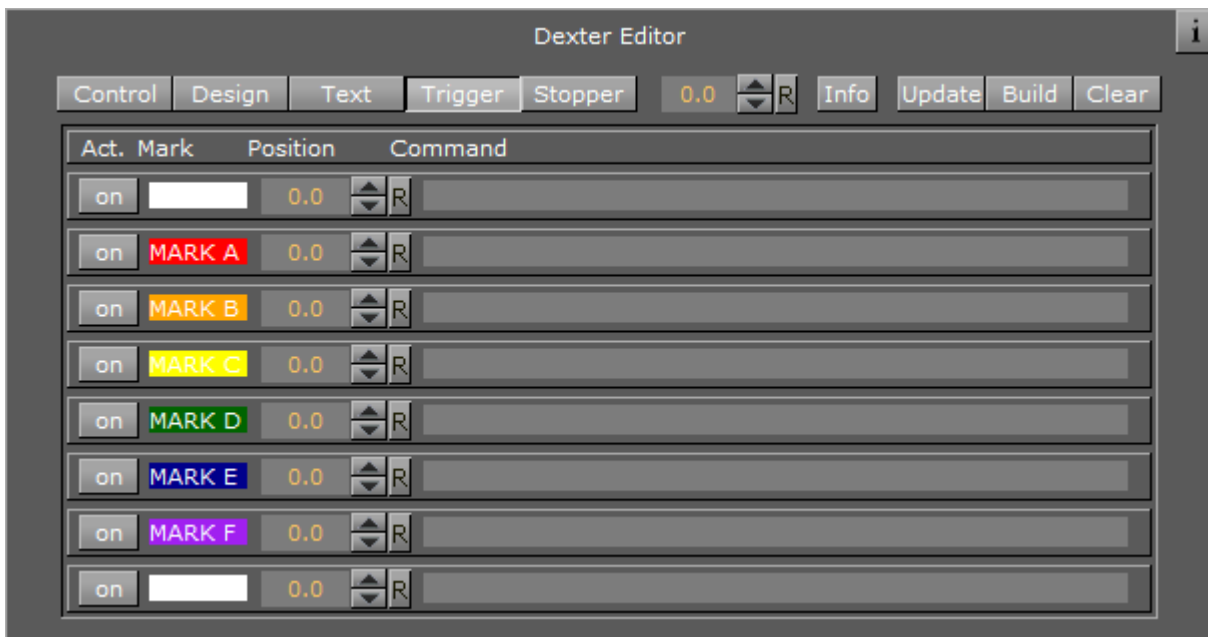 Dexter Editor i
Control Design Text Trigger Stopper 0.0 R Info Update Build Clear
Act. Mark Position Command
on 0.0 R
on MARK A 0.0 R
on MARK B 0.0 R
on MARK C 0.0 R
on MARK D 0.0 R
on MARK E 0.0 R
on MARK F 0.0 R
on 0.0 R